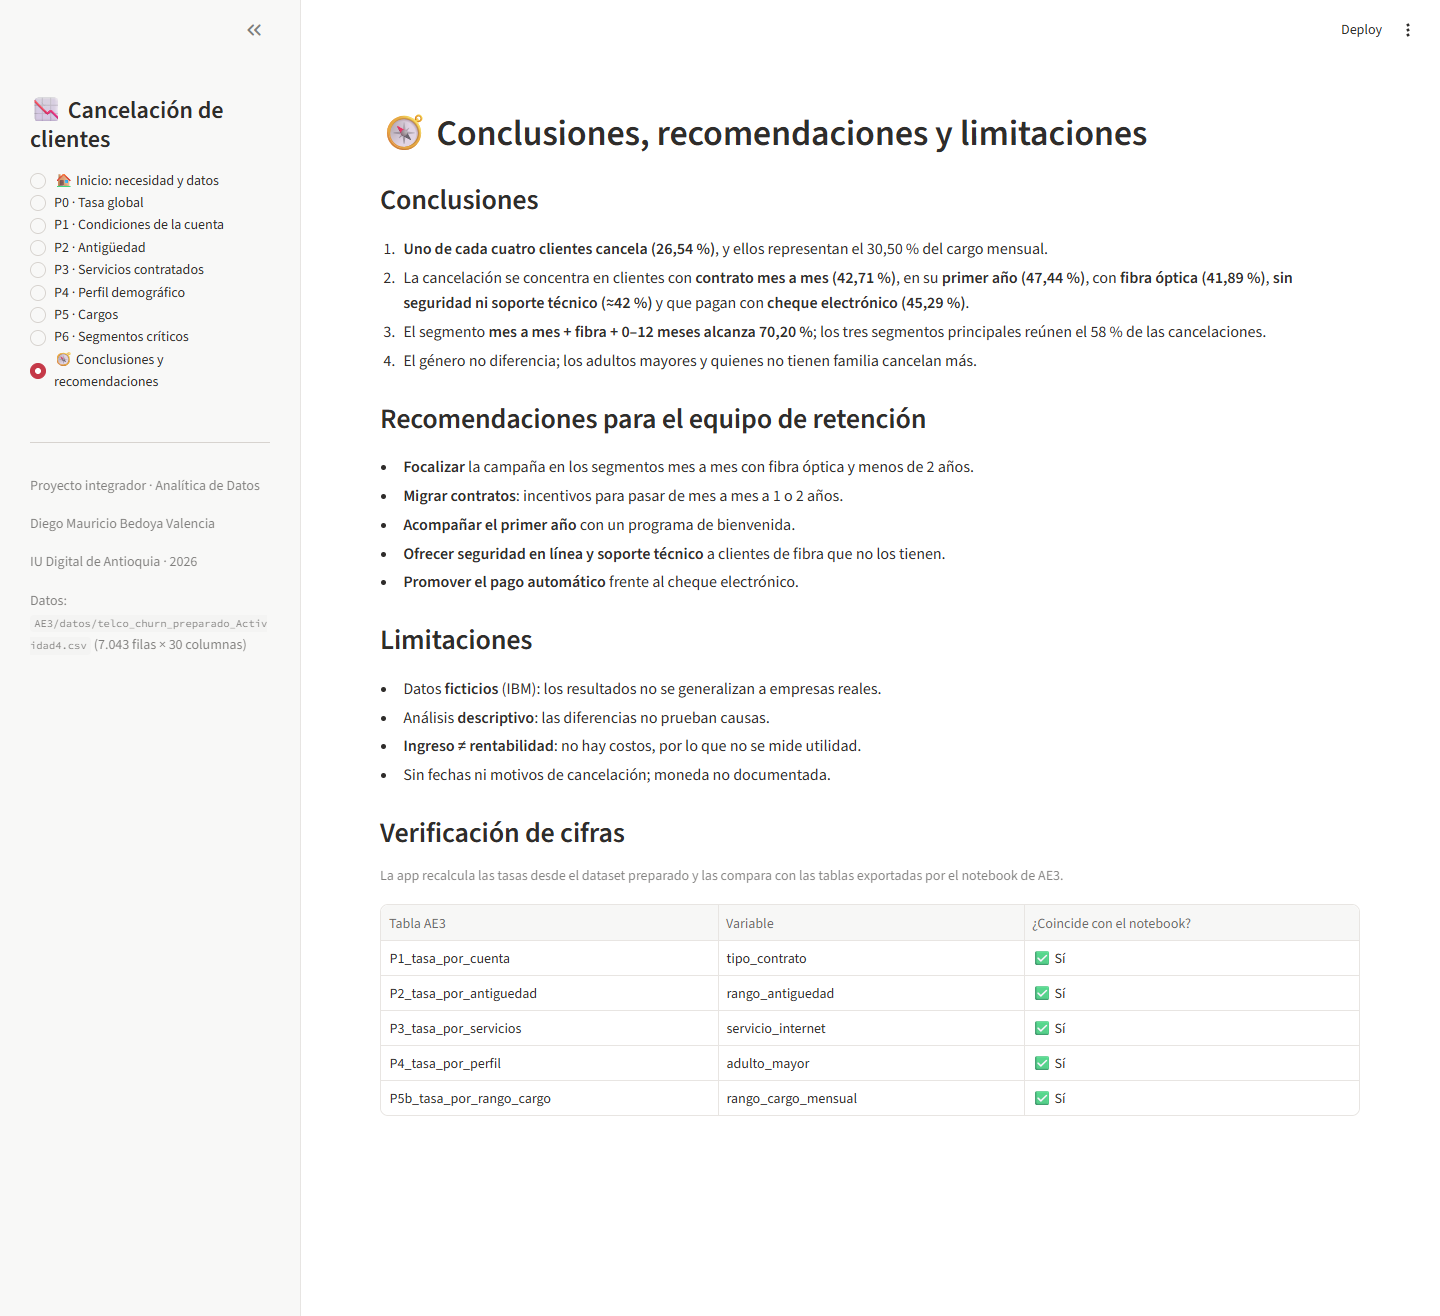 Deploy
📉 Cancelación de
clientes
🏠 Inicio: necesidad y datos
P0 · Tasa global
P1 · Condiciones de la cuenta
P2 · Antigüedad
P3 · Servicios contratados
P4 · Perfil demográfico
P5 · Cargos
P6 · Segmentos críticos
🧭 Conclusiones y
recomendaciones
Proyecto integrador · Analítica de Datos
Diego Mauricio Bedoya Valencia
IU Digital de Antioquia · 2026
Datos:
AE3/datos/telco_churn_preparado_Activ
idad4.csv (7.043 filas × 30 columnas)
🧭 Conclusiones, recomendaciones y limitaciones
Conclusiones
1. Uno de cada cuatro clientes cancela (26,54 %), y ellos representan el 30,50 % del cargo mensual.
2. La cancelación se concentra en clientes con contrato mes a mes (42,71 %), en su primer año (47,44 %), con fibra óptica (41,89 %), sin
seguridad ni soporte técnico (≈42 %) y que pagan con cheque electrónico (45,29 %).
3. El segmento mes a mes + fibra + 0–12 meses alcanza 70,20 %; los tres segmentos principales reúnen el 58 % de las cancelaciones.
4. El género no diferencia; los adultos mayores y quienes no tienen familia cancelan más.
Recomendaciones para el equipo de retención
• Focalizar la campaña en los segmentos mes a mes con fibra óptica y menos de 2 años.
• Migrar contratos: incentivos para pasar de mes a mes a 1 o 2 años.
• Acompañar el primer año con un programa de bienvenida.
• Ofrecer seguridad en línea y soporte técnico a clientes de fibra que no los tienen.
• Promover el pago automático frente al cheque electrónico.
Limitaciones
• Datos ficticios (IBM): los resultados no se generalizan a empresas reales.
• Análisis descriptivo: las diferencias no prueban causas.
• Ingreso ≠ rentabilidad: no hay costos, por lo que no se mide utilidad.
• Sin fechas ni motivos de cancelación; moneda no documentada.
Verificación de cifras
La app recalcula las tasas desde el dataset preparado y las compara con las tablas exportadas por el notebook de AE3.
Tabla AE3 Variable ¿Coincide con el notebook?
P1_tasa_por_cuenta tipo_contrato ✅ Sí
P2_tasa_por_antiguedad rango_antiguedad ✅ Sí
P3_tasa_por_servicios servicio_internet ✅ Sí
P4_tasa_por_perfil adulto_mayor ✅ Sí
P5b_tasa_por_rango_cargo rango_cargo_mensual ✅ Sí